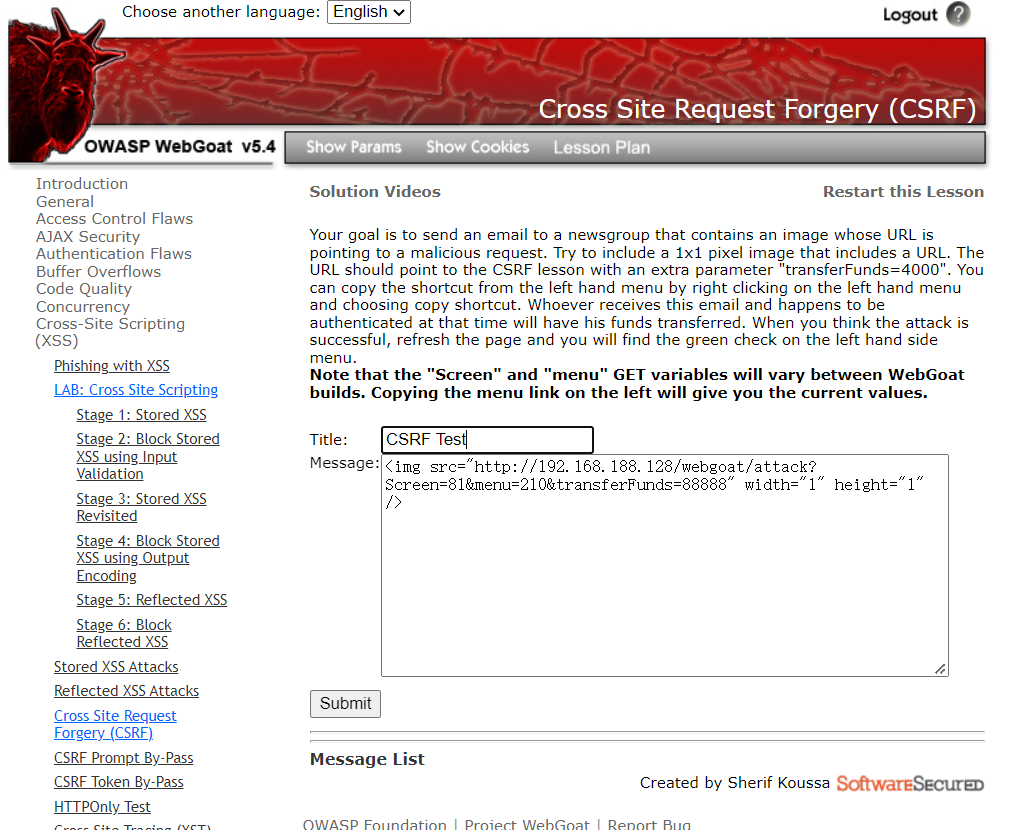 Choose another language: English
Logout ?
Cross Site Request Forgery (CSRF)
OWASP WebGoat v5.4
Show Params Show Cookies Lesson Plan
Introduction
General
Access Control Flaws
AJAX Security
Authentication Flaws
Buffer Overflows
Code Quality
Concurrency
Cross-Site Scripting
(XSS)
Phishing with XSS
LAB: Cross Site Scripting
Stage 1: Stored XSS
Stage 2: Block Stored
XSS using Input
Validation
Stage 3: Stored XSS
Revisited
Stage 4: Block Stored
XSS using Output
Encoding
Stage 5: Reflected XSS
Stage 6: Block
Reflected XSS
Stored XSS Attacks
Reflected XSS Attacks
Cross Site Request
Forgery (CSRF)
CSRF Prompt By-Pass
CSRF Token By-Pass
HTTPOnly Test
Cross Site Tracing (XST)
Solution Videos
Restart this Lesson
Your goal is to send an email to a newsgroup that contains an image whose URL is
pointing to a malicious request. Try to include a 1x1 pixel image that includes a URL. The
URL should point to the CSRF lesson with an extra parameter "transferFunds=4000". You
can copy the shortcut from the left hand menu by right clicking on the left hand menu
and choosing copy shortcut. Whoever receives this email and happens to be
authenticated at that time will have his funds transferred. When you think the attack is
successful, refresh the page and you will find the green check on the left hand side
menu.
Note that the "Screen" and "menu" GET variables will vary between WebGoat
builds. Copying the menu link on the left will give you the current values.
Title: CSRF Test
Message: <img src="http://192.168.188.128/webgoat/attack?
Screen=81&menu=210&transferFunds=88888" width="1" height="1"
/>
Submit
Message List
Created by Sherif Koussa SoftwareSecured
OWASP Foundation | Project WebGoat | Report Bug